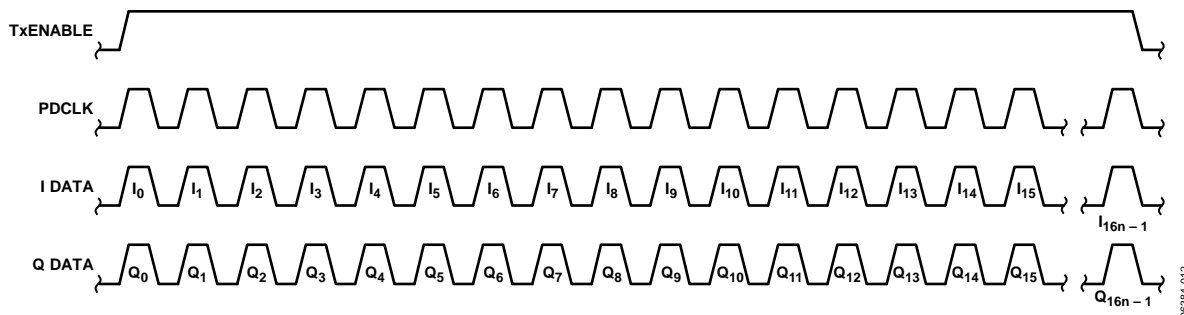 TxENABLE
PDCLK
I DATA I0 I1 I2 I3 I4 I5 I6 I7 I8 I9 I10 I11 I12 I13 I14 I15 I16n – 1
Q DATA Q0 Q1 Q2 Q3 Q4 Q5 Q6 Q7 Q8 Q9 Q10 Q11 Q12 Q13 Q14 Q15 Q16n – 1